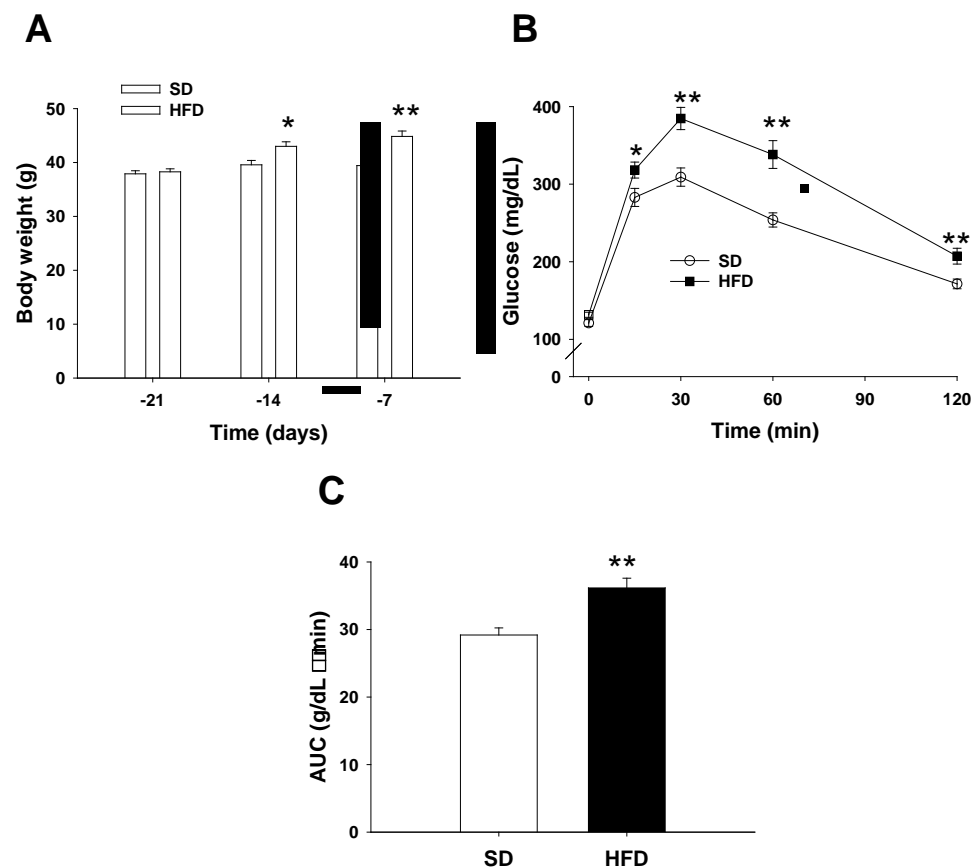 A
SD
HFD
Body weight (g)
50
40
30
20
10
0
*
**
-21
-14
-7
Time (days)
B
Glucose (mg/dL)
400
300
200
100
*
**
**
**
SD
HFD
0
30
60
90
120
Time (min)
C
AUC (g/dL □□min)
40
30
20
10
0
**
SD
HFD